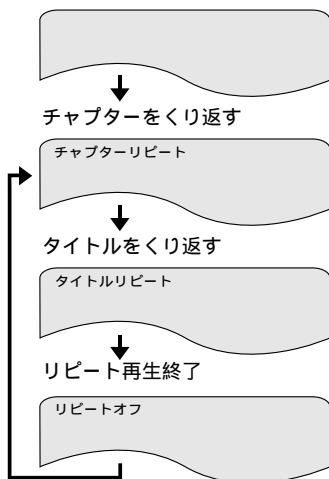 チャプターをくり返す
チャプターリピート
タイトルをくり返す
タイトルリピート
リピート再生終了
リピートオフ